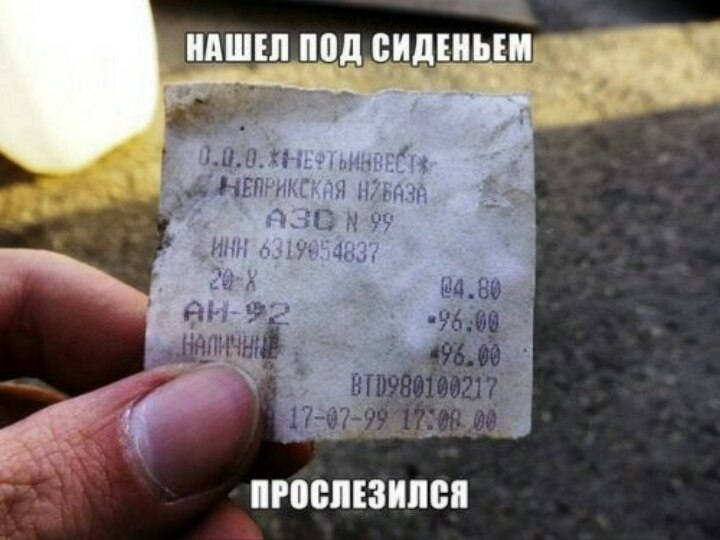 НАШЕЛ ПОД СИДЕНЬЕМ
О.О.О.*НЕФТЬИНВЕСТ*
НЕПРИКСКАЯ Н/БАЗА
АЗС N 99
ИНН 6319054837
20 X @4.80
АИ-92 •96.00
НАЛИЧНЫЕ •96.00
BTD980100217
17-07-99 17:08 00
ПРОСЛЕЗИЛСЯ